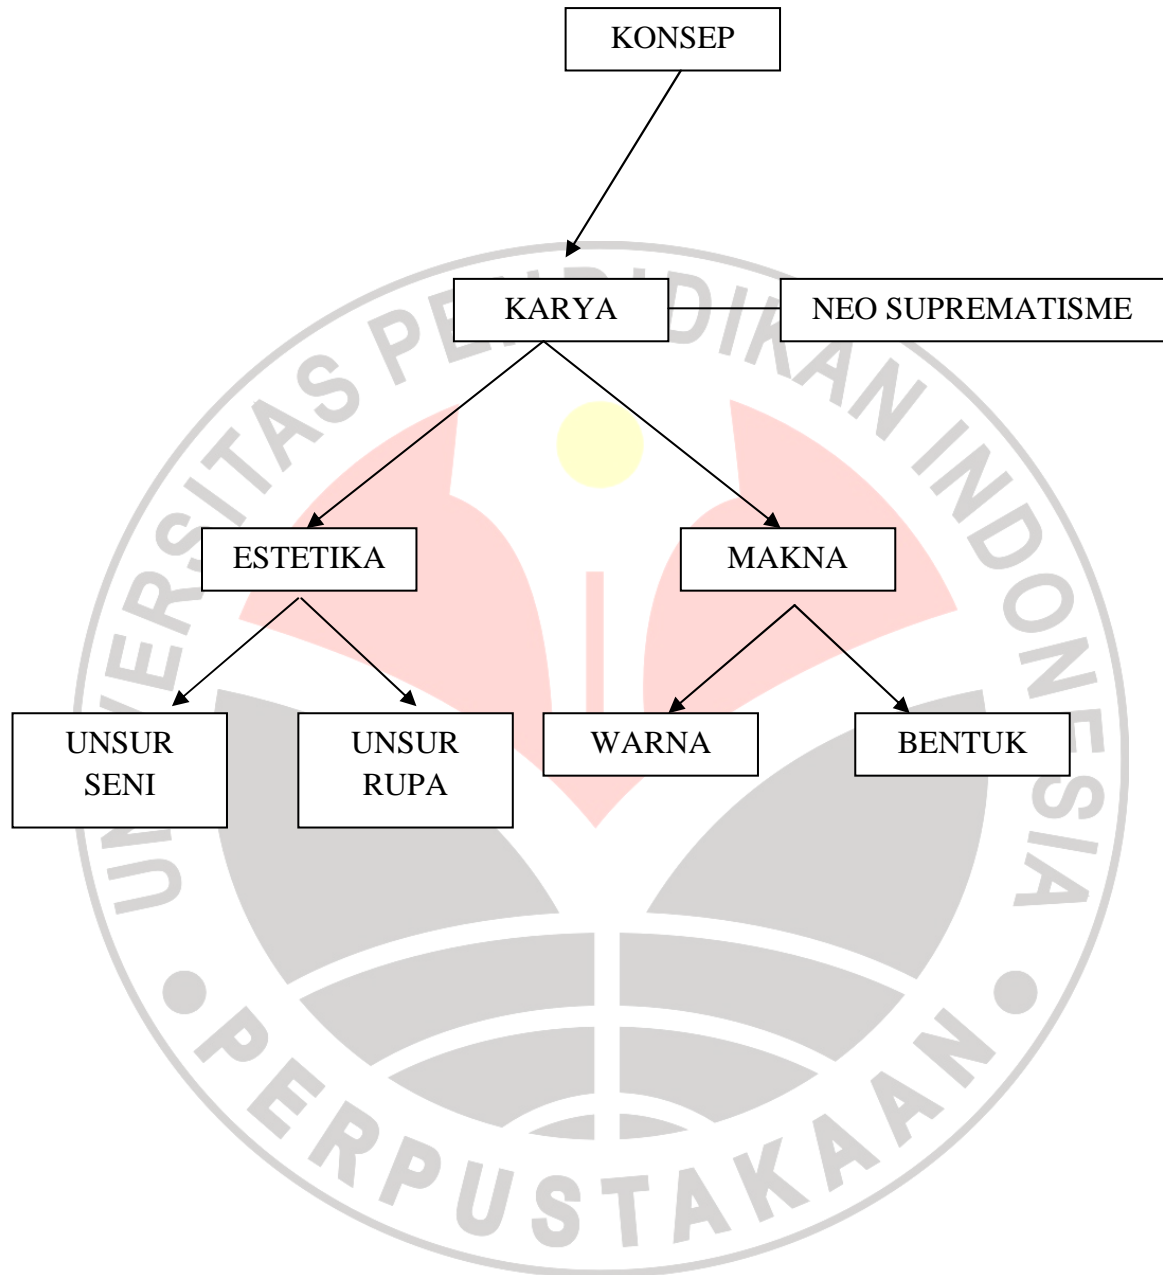 KONSEP
KARYA
NEO SUPREMATISME
ESTETIKA
MAKNA
UNSUR
SENI
UNSUR
RUPA
WARNA
BENTUK
UNIVERSITAS PENDIDIKAN INDONESIA
PERPUSTAKAAN